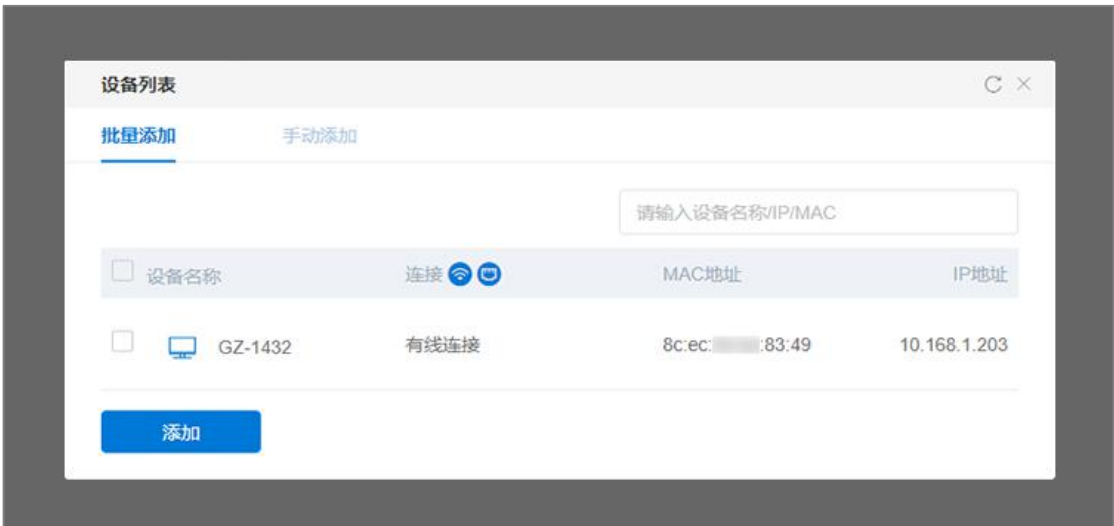 设备列表
批量添加 手动添加
请输入设备名称/IP/MAC
设备名称 连接 MAC地址 IP地址
GZ-1432 有线连接 8c:ec: :83:49 10.168.1.203
添加